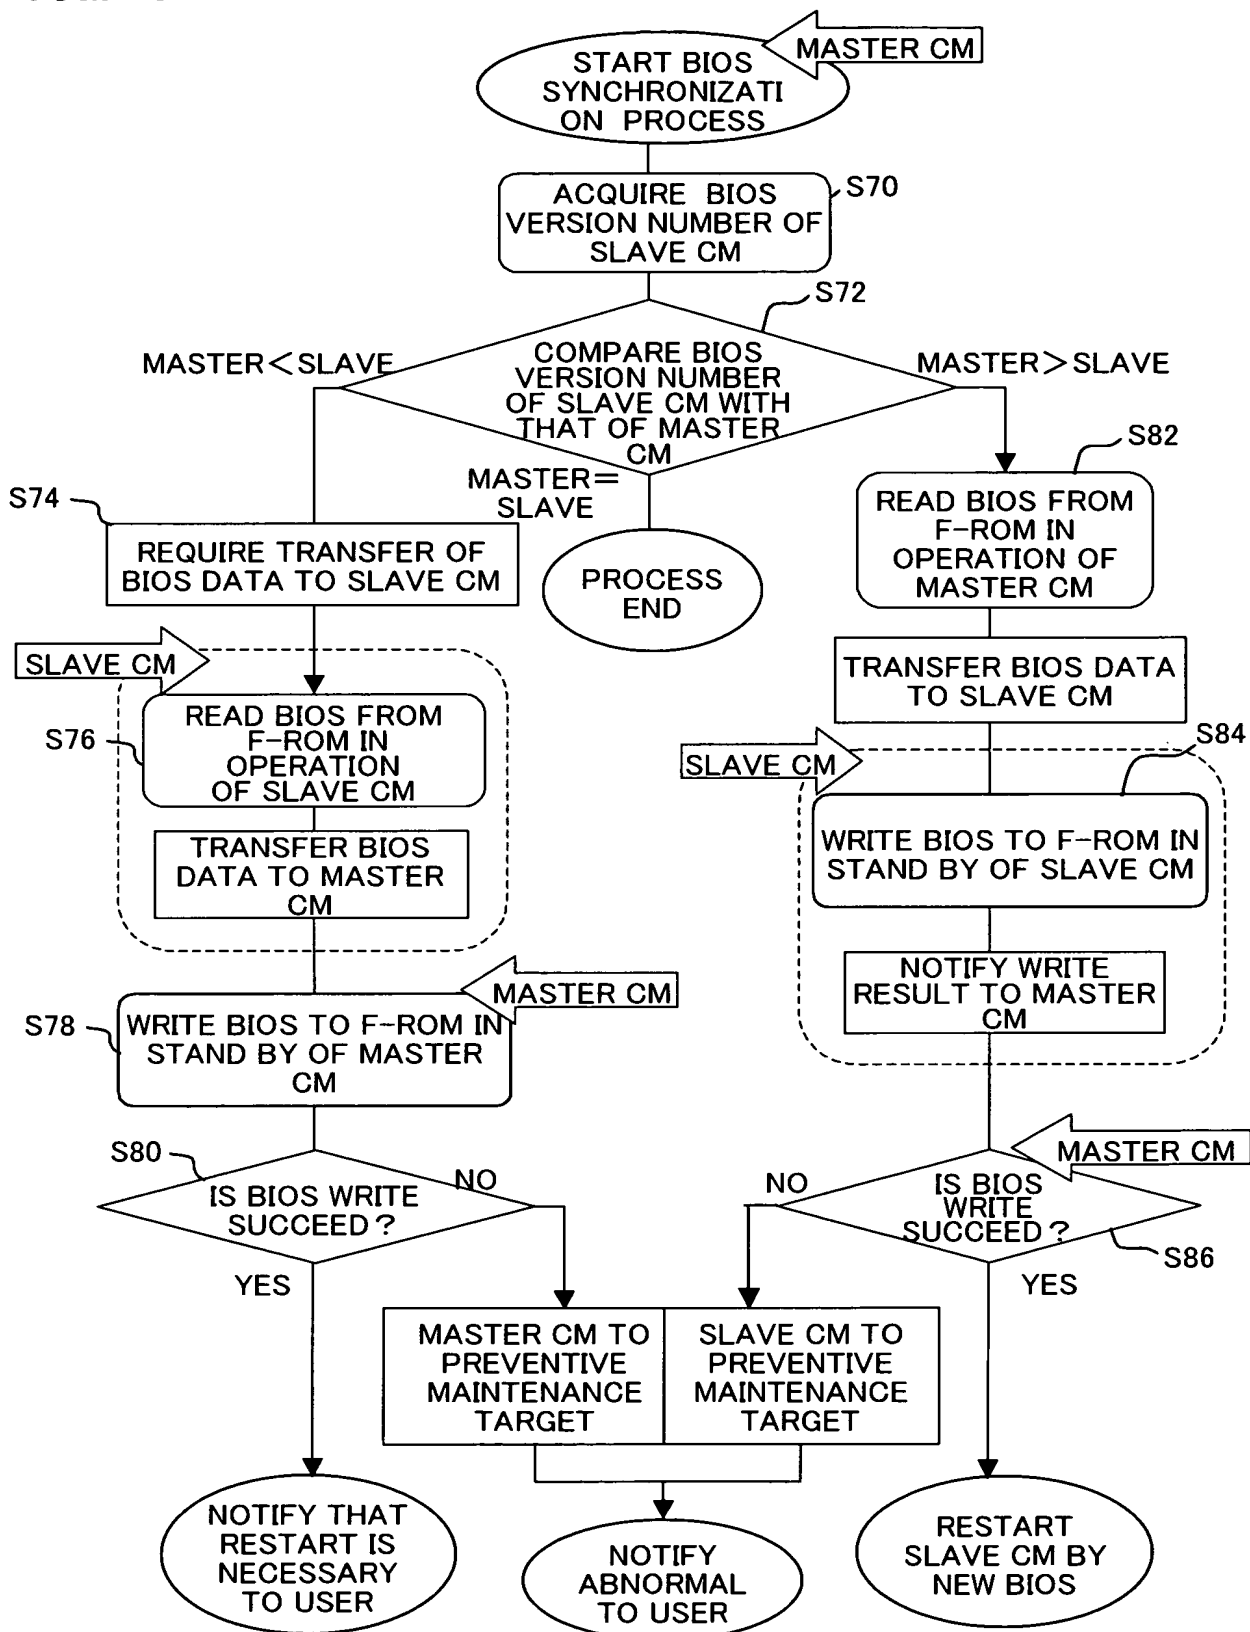 MASTER CM
START BIOS
SYNCHRONIZATI
ON PROCESS
S70
ACQUIRE BIOS
VERSION NUMBER OF
SLAVE CM
S72
MASTER<SLAVE
COMPARE BIOS
VERSION NUMBER
OF SLAVE CM WITH
THAT OF MASTER
CM
MASTER>SLAVE
MASTER=
SLAVE
S74
REQUIRE TRANSFER OF
BIOS DATA TO SLAVE CM
PROCESS
END
S82
READ BIOS FROM
F-ROM IN
OPERATION OF
MASTER CM
SLAVE CM
S76
READ BIOS FROM
F-ROM IN
OPERATION
OF SLAVE CM
TRANSFER BIOS
DATA TO MASTER
CM
TRANSFER BIOS DATA
TO SLAVE CM
SLAVE CM
S84
WRITE BIOS TO F-ROM IN
STAND BY OF SLAVE CM
NOTIFY WRITE
RESULT TO MASTER
CM
MASTER CM
S78
WRITE BIOS TO F-ROM IN
STAND BY OF MASTER
CM
S80
IS BIOS WRITE
SUCCEED?
NO
YES
MASTER CM
NO
IS BIOS
WRITE
SUCCEED?
S86
YES
MASTER CM TO
PREVENTIVE
MAINTENANCE
TARGET
SLAVE CM TO
PREVENTIVE
MAINTENANCE
TARGET
NOTIFY THAT
RESTART IS
NECESSARY
TO USER
NOTIFY
ABNORMAL
TO USER
RESTART
SLAVE CM BY
NEW BIOS